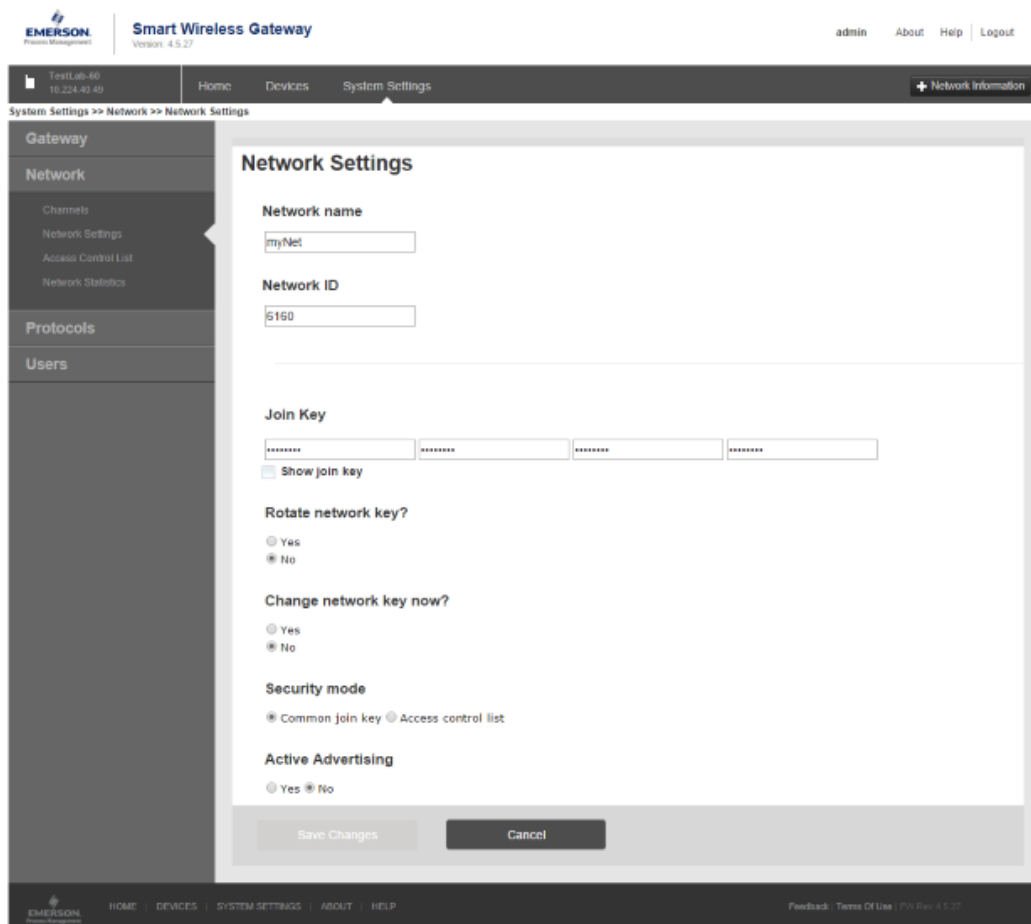 EMERSON.
Process Management
Smart Wireless Gateway
Version: 4.5.27
admin About Help Logout
TestLab-60
10.224.40.49
Home Devices System Settings
+ Network Information
System Settings >> Network >> Network Settings
Gateway
Network
Channels
Network Settings
Access Control List
Network Statistics
Protocols
Users
Network Settings
Network name
myNet
Network ID
6160
Join Key
•••••••• •••••••• •••••••• ••••••••
Show join key
Rotate network key?
Yes
No
Change network key now?
Yes
No
Security mode
Common join key Access control list
Active Advertising
Yes No
Save Changes Cancel
EMERSON.
Process Management
HOME | DEVICES | SYSTEM SETTINGS | ABOUT | HELP
Feedback | Terms Of Use | FW Rev 4.5.27